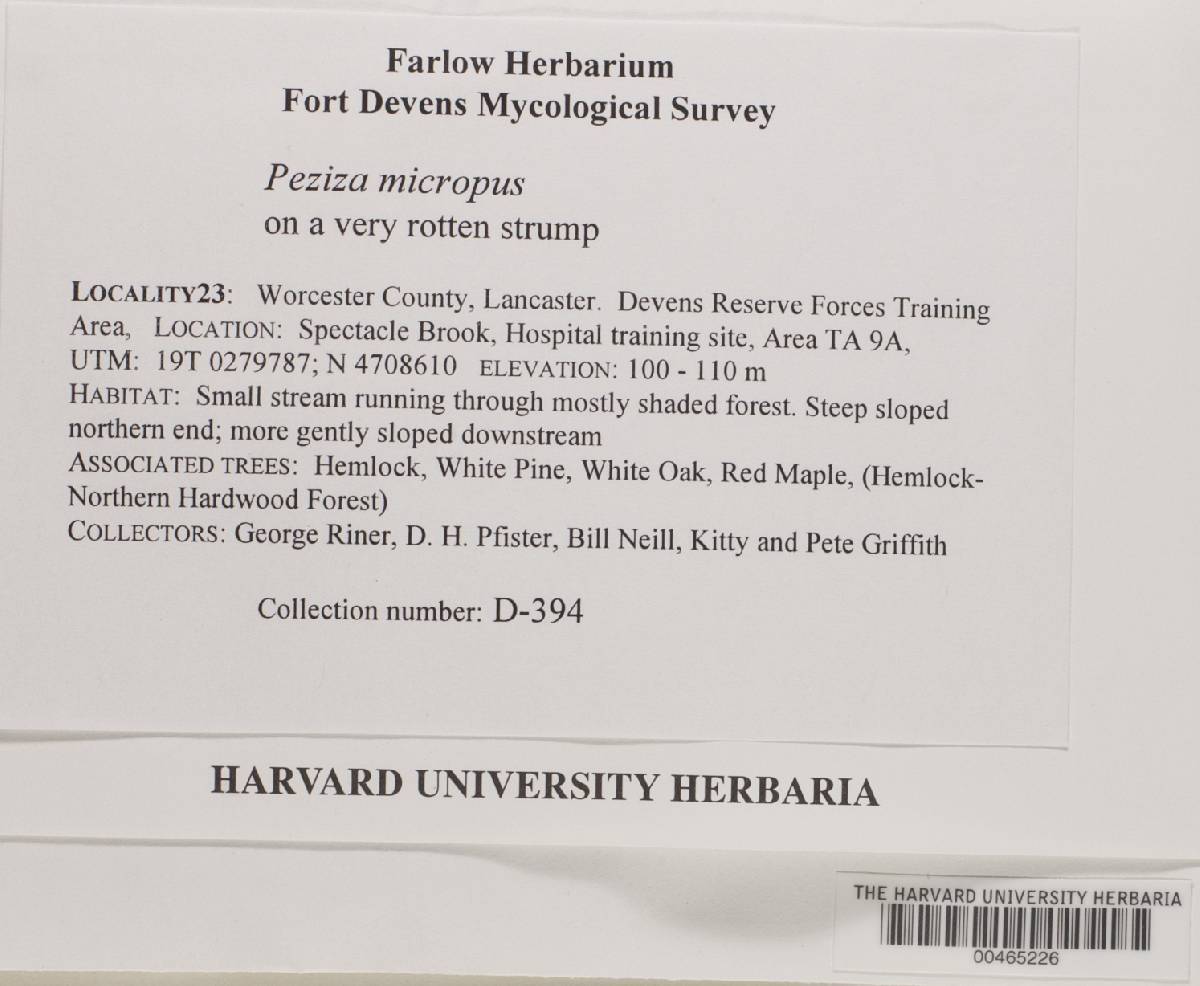 Farlow Herbarium
Fort Devens Mycological Survey
Peziza micropus
on a very rotten strump
LOCALITY23: Worcester County, Lancaster. Devens Reserve Forces Training
Area, LOCATION: Spectacle Brook, Hospital training site, Area TA 9A,
UTM: 19T 0279787; N 4708610 ELEVATION: 100 - 110 m
HABITAT: Small stream running through mostly shaded forest. Steep sloped
northern end; more gently sloped downstream
ASSOCIATED TREES: Hemlock, White Pine, White Oak, Red Maple, (Hemlock-
Northern Hardwood Forest)
COLLECTORS: George Riner, D. H. Pfister, Bill Neill, Kitty and Pete Griffith
Collection number: D-394
HARVARD UNIVERSITY HERBARIA
THE HARVARD UNIVERSITY HERBARIA
00465226